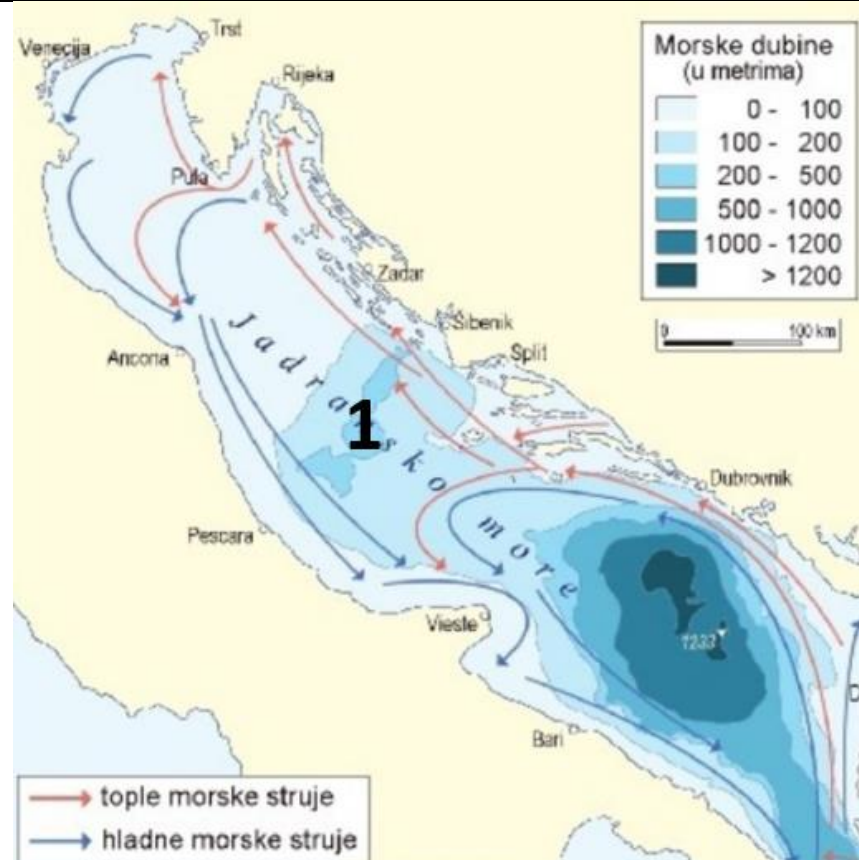 Trst
Venecija
Rijeka
Morske dubine
(u metrima)
0 - 100
100 - 200
200 - 500
500 - 1000
1000 - 1200
> 1200
0 100 km
Pula
Zadar
Šibenik
Split
Ancona
Jadransko more
1
Dubrovnik
Pescara
Vieste
1233
D
Bari
tople morske struje
hladne morske struje